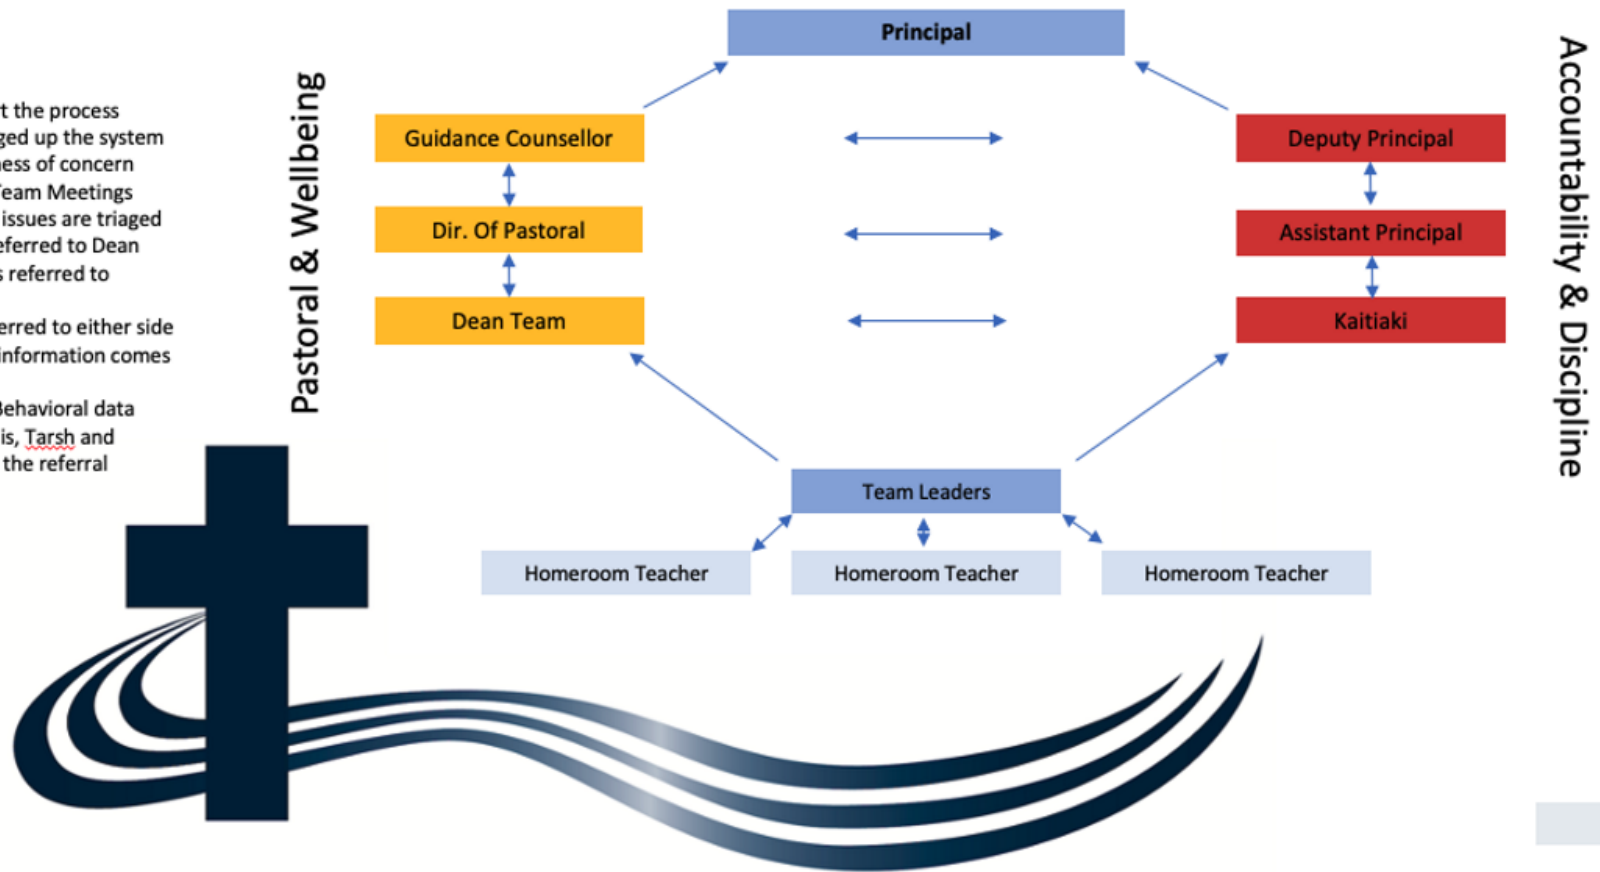 Principal
t the process
ged up the system
ness of concern
Team Meetings
issues are triaged
eferred to Dean
s referred to
erred to either side
information comes
Behavioral data
is, Tarsh and
the referral
Pastoral & Wellbeing
Guidance Counsellor
Dir. Of Pastoral
Dean Team
Deputy Principal
Assistant Principal
Kaitiaki
Accountability & Discipline
Team Leaders
Homeroom Teacher
Homeroom Teacher
Homeroom Teacher